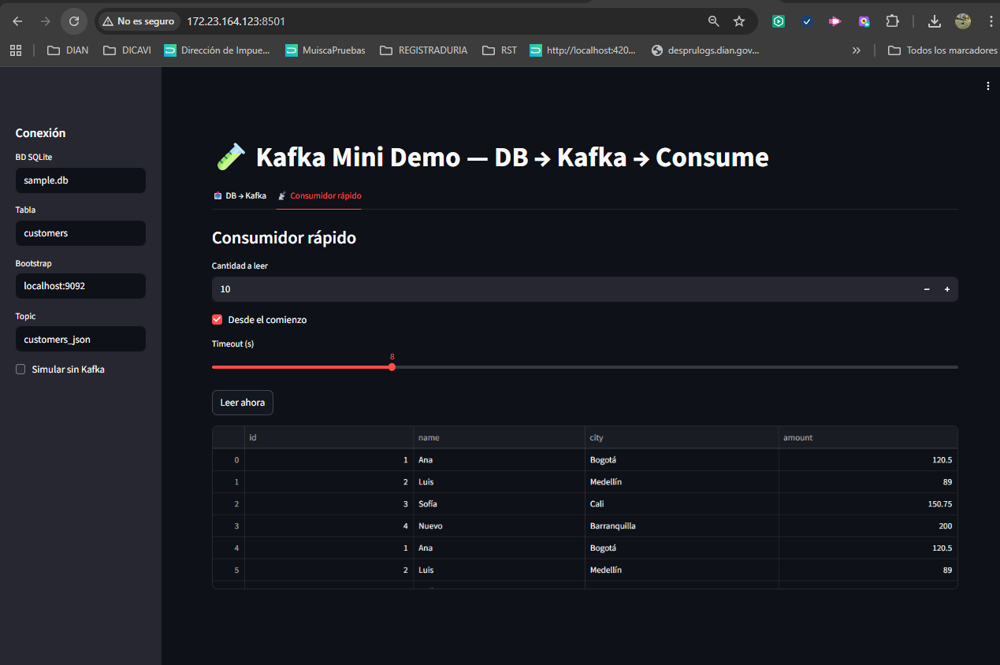 No es seguro 172.23.164.123:8501
DIAN DICAVI Dirección de Impue... MuiscaPruebas REGISTRADURIA RST http://localhost:420... desprulogs.dian.gov... » Todos los marcadores
Conexión
BD SQLite
sample.db
Tabla
customers
Bootstrap
localhost:9092
Topic
customers_json
Simular sin Kafka
Kafka Mini Demo — DB → Kafka → Consume
DB → Kafka Consumidor rápido
Consumidor rápido
Cantidad a leer
10 − +
Desde el comienzo
Timeout (s)
8
Leer ahora
id name city amount
0 1 Ana Bogotá 120.5
1 2 Luis Medellín 89
2 3 Sofía Cali 150.75
3 4 Nuevo Barranquilla 200
4 1 Ana Bogotá 120.5
5 2 Luis Medellín 89